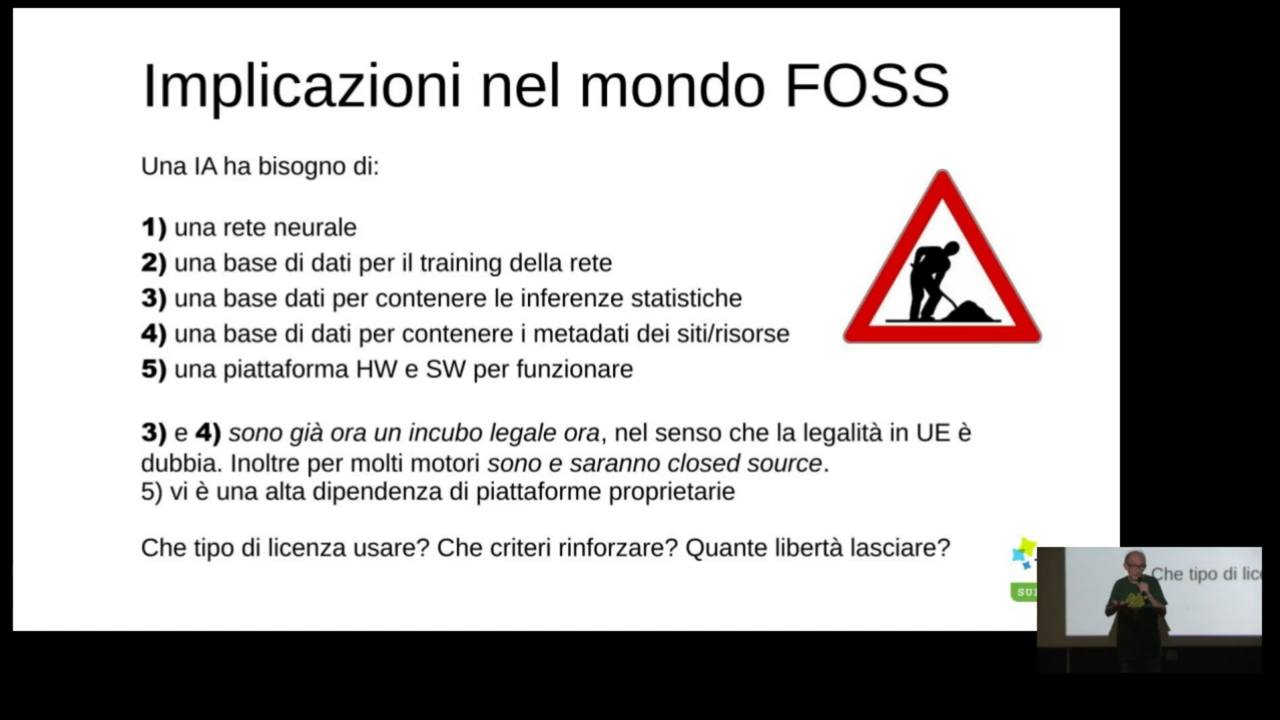 Implicazioni nel mondo FOSS
Una IA ha bisogno di:
1) una rete neurale
2) una base di dati per il training della rete
3) una base dati per contenere le inferenze statistiche
4) una base di dati per contenere i metadati dei siti/risorse
5) una piattaforma HW e SW per funzionare
3) e 4) sono già ora un incubo legale ora, nel senso che la legalità in UE è
dubbia. Inoltre per molti motori sono e saranno closed source.
5) vi è una alta dipendenza di piattaforme proprietarie
Che tipo di licenza usare? Che criteri rinforzare? Quante libertà lasciare?
Che tipo di lic